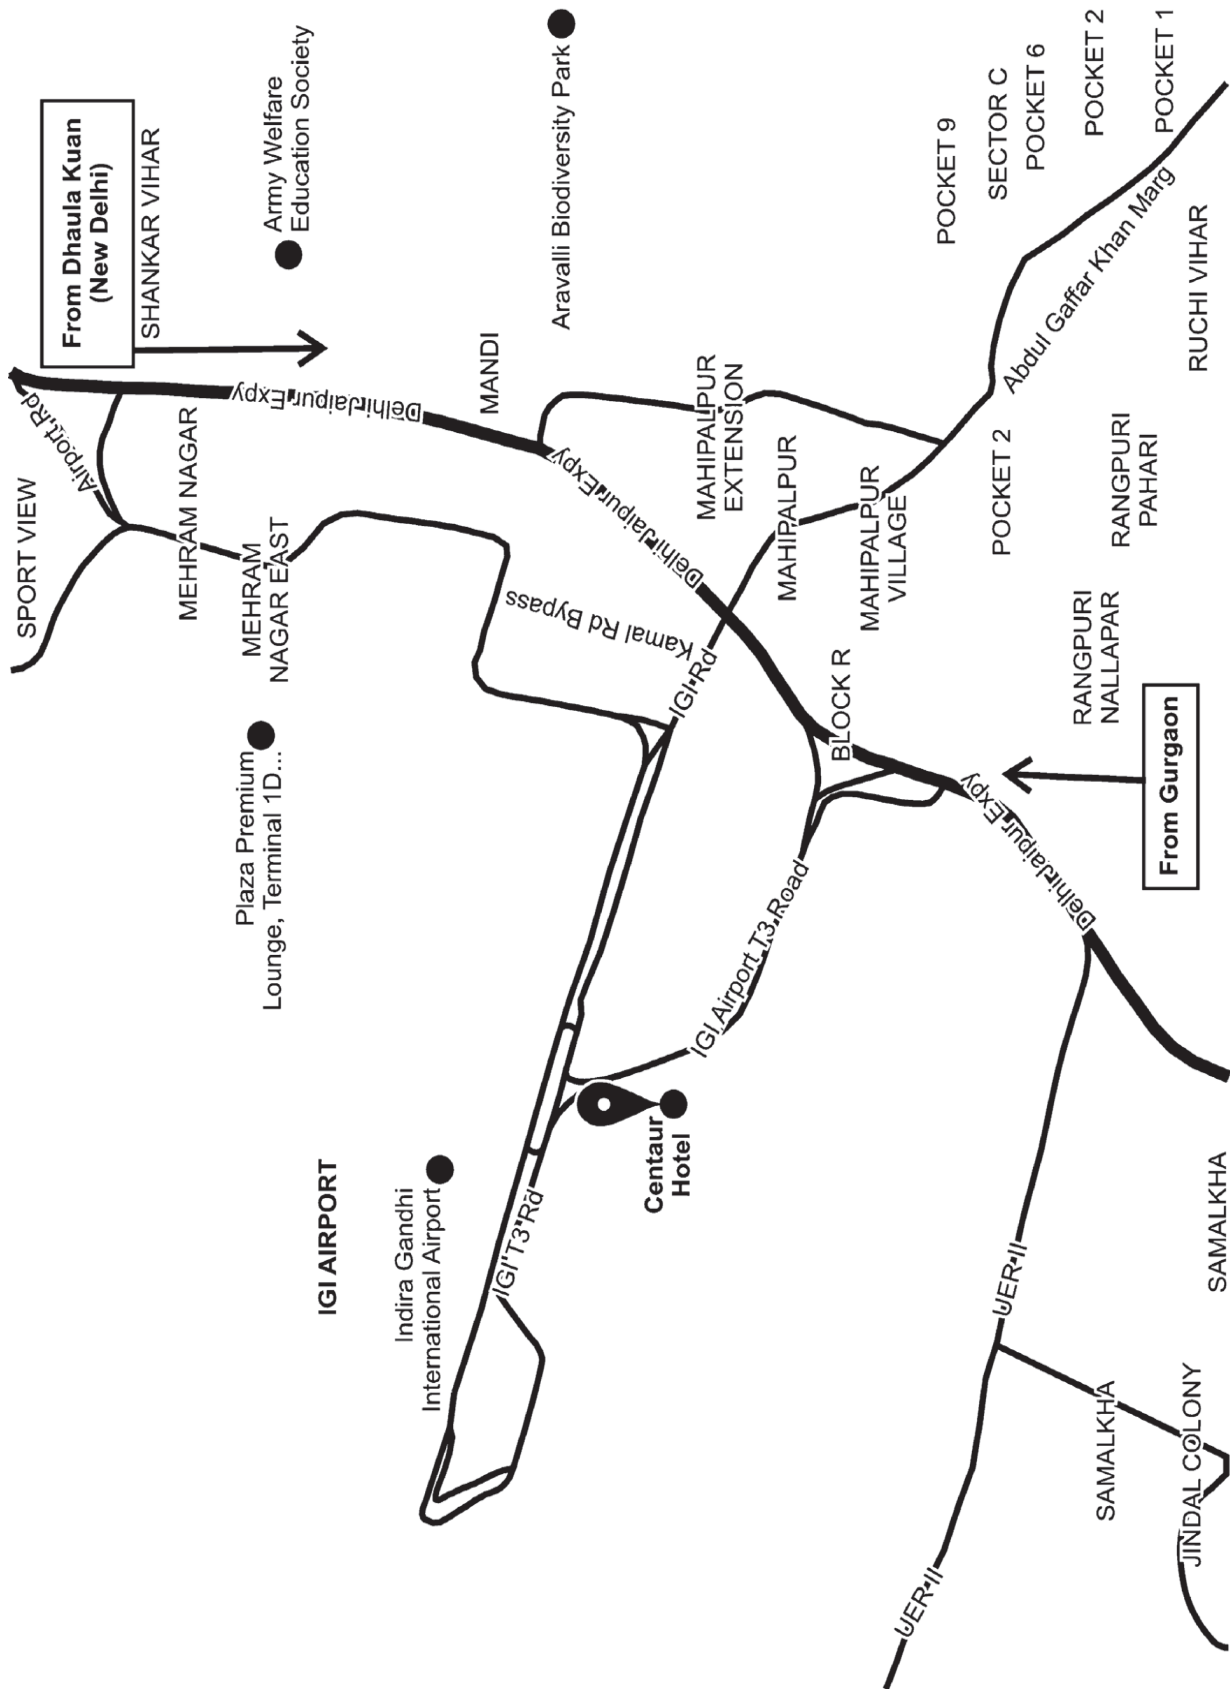 From Dhaula Kuan
(New Delhi)
SHANKAR VIHAR
Army Welfare
Education Society
Aravalli Biodiversity Park
POCKET 9
SECTOR C
POCKET 6
POCKET 2
POCKET 1
Abdul Gaffar Khan Marg
RUCHI VIHAR
SPORT VIEW
Airport Rd
MEHRAM NAGAR
MEHRAM
NAGAR EAST
Delhi Jaipur Expy
MANDI
Delhi Jaipur Expy
MAHIPALPUR
EXTENSION
MAHIPALPUR
MAHIPALPUR
VILLAGE
POCKET 2
RANGPURI
PAHARI
Kamal Rd Bypass
IGI Rd
BLOCK R
RANGPURI
NALLAPAR
From Gurgaon
Delhi Jaipur Expy
Plaza Premium
Lounge, Terminal 1D...
IGI Airport T3 Road
IGI AIRPORT
Indira Gandhi
International Airport
IGI T3 Rd
Centaur
Hotel
UER-II
SAMALKHA
SAMALKHA
JINDAL COLONY
UER-II